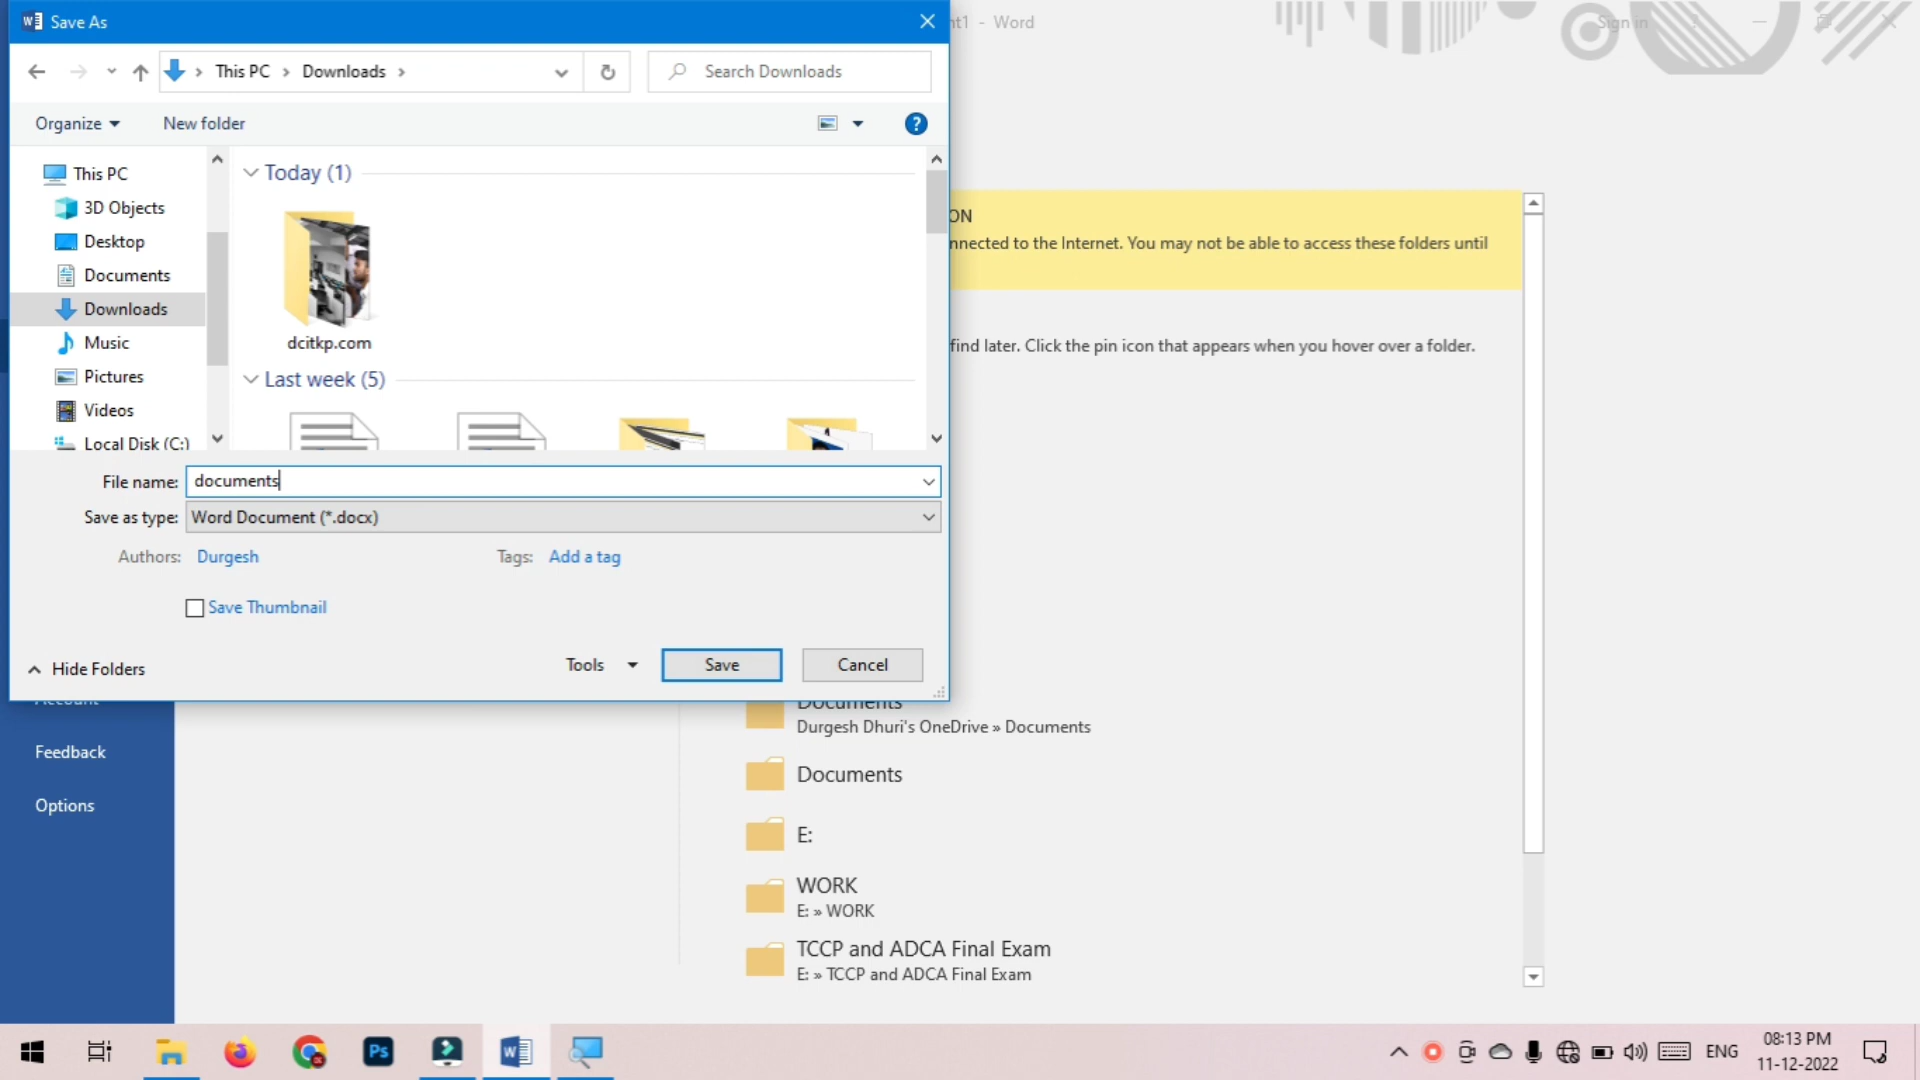 Save As
nt1 - Word
Sign in
This PC
Downloads
Search Downloads
Organize
New folder
?
This PC
3D Objects
Desktop
Documents
Downloads
Music
Pictures
Videos
Local Disk (C:)
Today (1)
dcitkp.com
Last week (5)
ON
nnected to the Internet. You may not be able to access these folders until
find later. Click the pin icon that appears when you hover over a folder.
File name: documents
Save as type: Word Document (*.docx)
Authors: Durgesh
Tags: Add a tag
Save Thumbnail
Hide Folders
Tools
Save
Cancel
Account
Feedback
Options
Documents
Durgesh Dhuri's OneDrive » Documents
Documents
E:
WORK
E: » WORK
TCCP and ADCA Final Exam
E: » TCCP and ADCA Final Exam
Ps
ENG
08:13 PM
11-12-2022